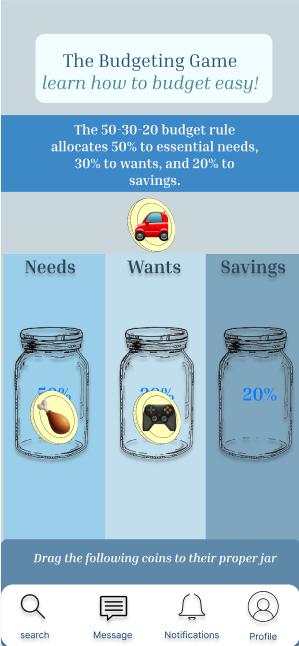 The Budgeting Game
learn how to budget easy!
The 50-30-20 budget rule
allocates 50% to essential needs,
30% to wants, and 20% to
savings.
Needs Wants Savings
50% 30% 20%
Drag the following coins to their proper jar
search Message Notifications Profile